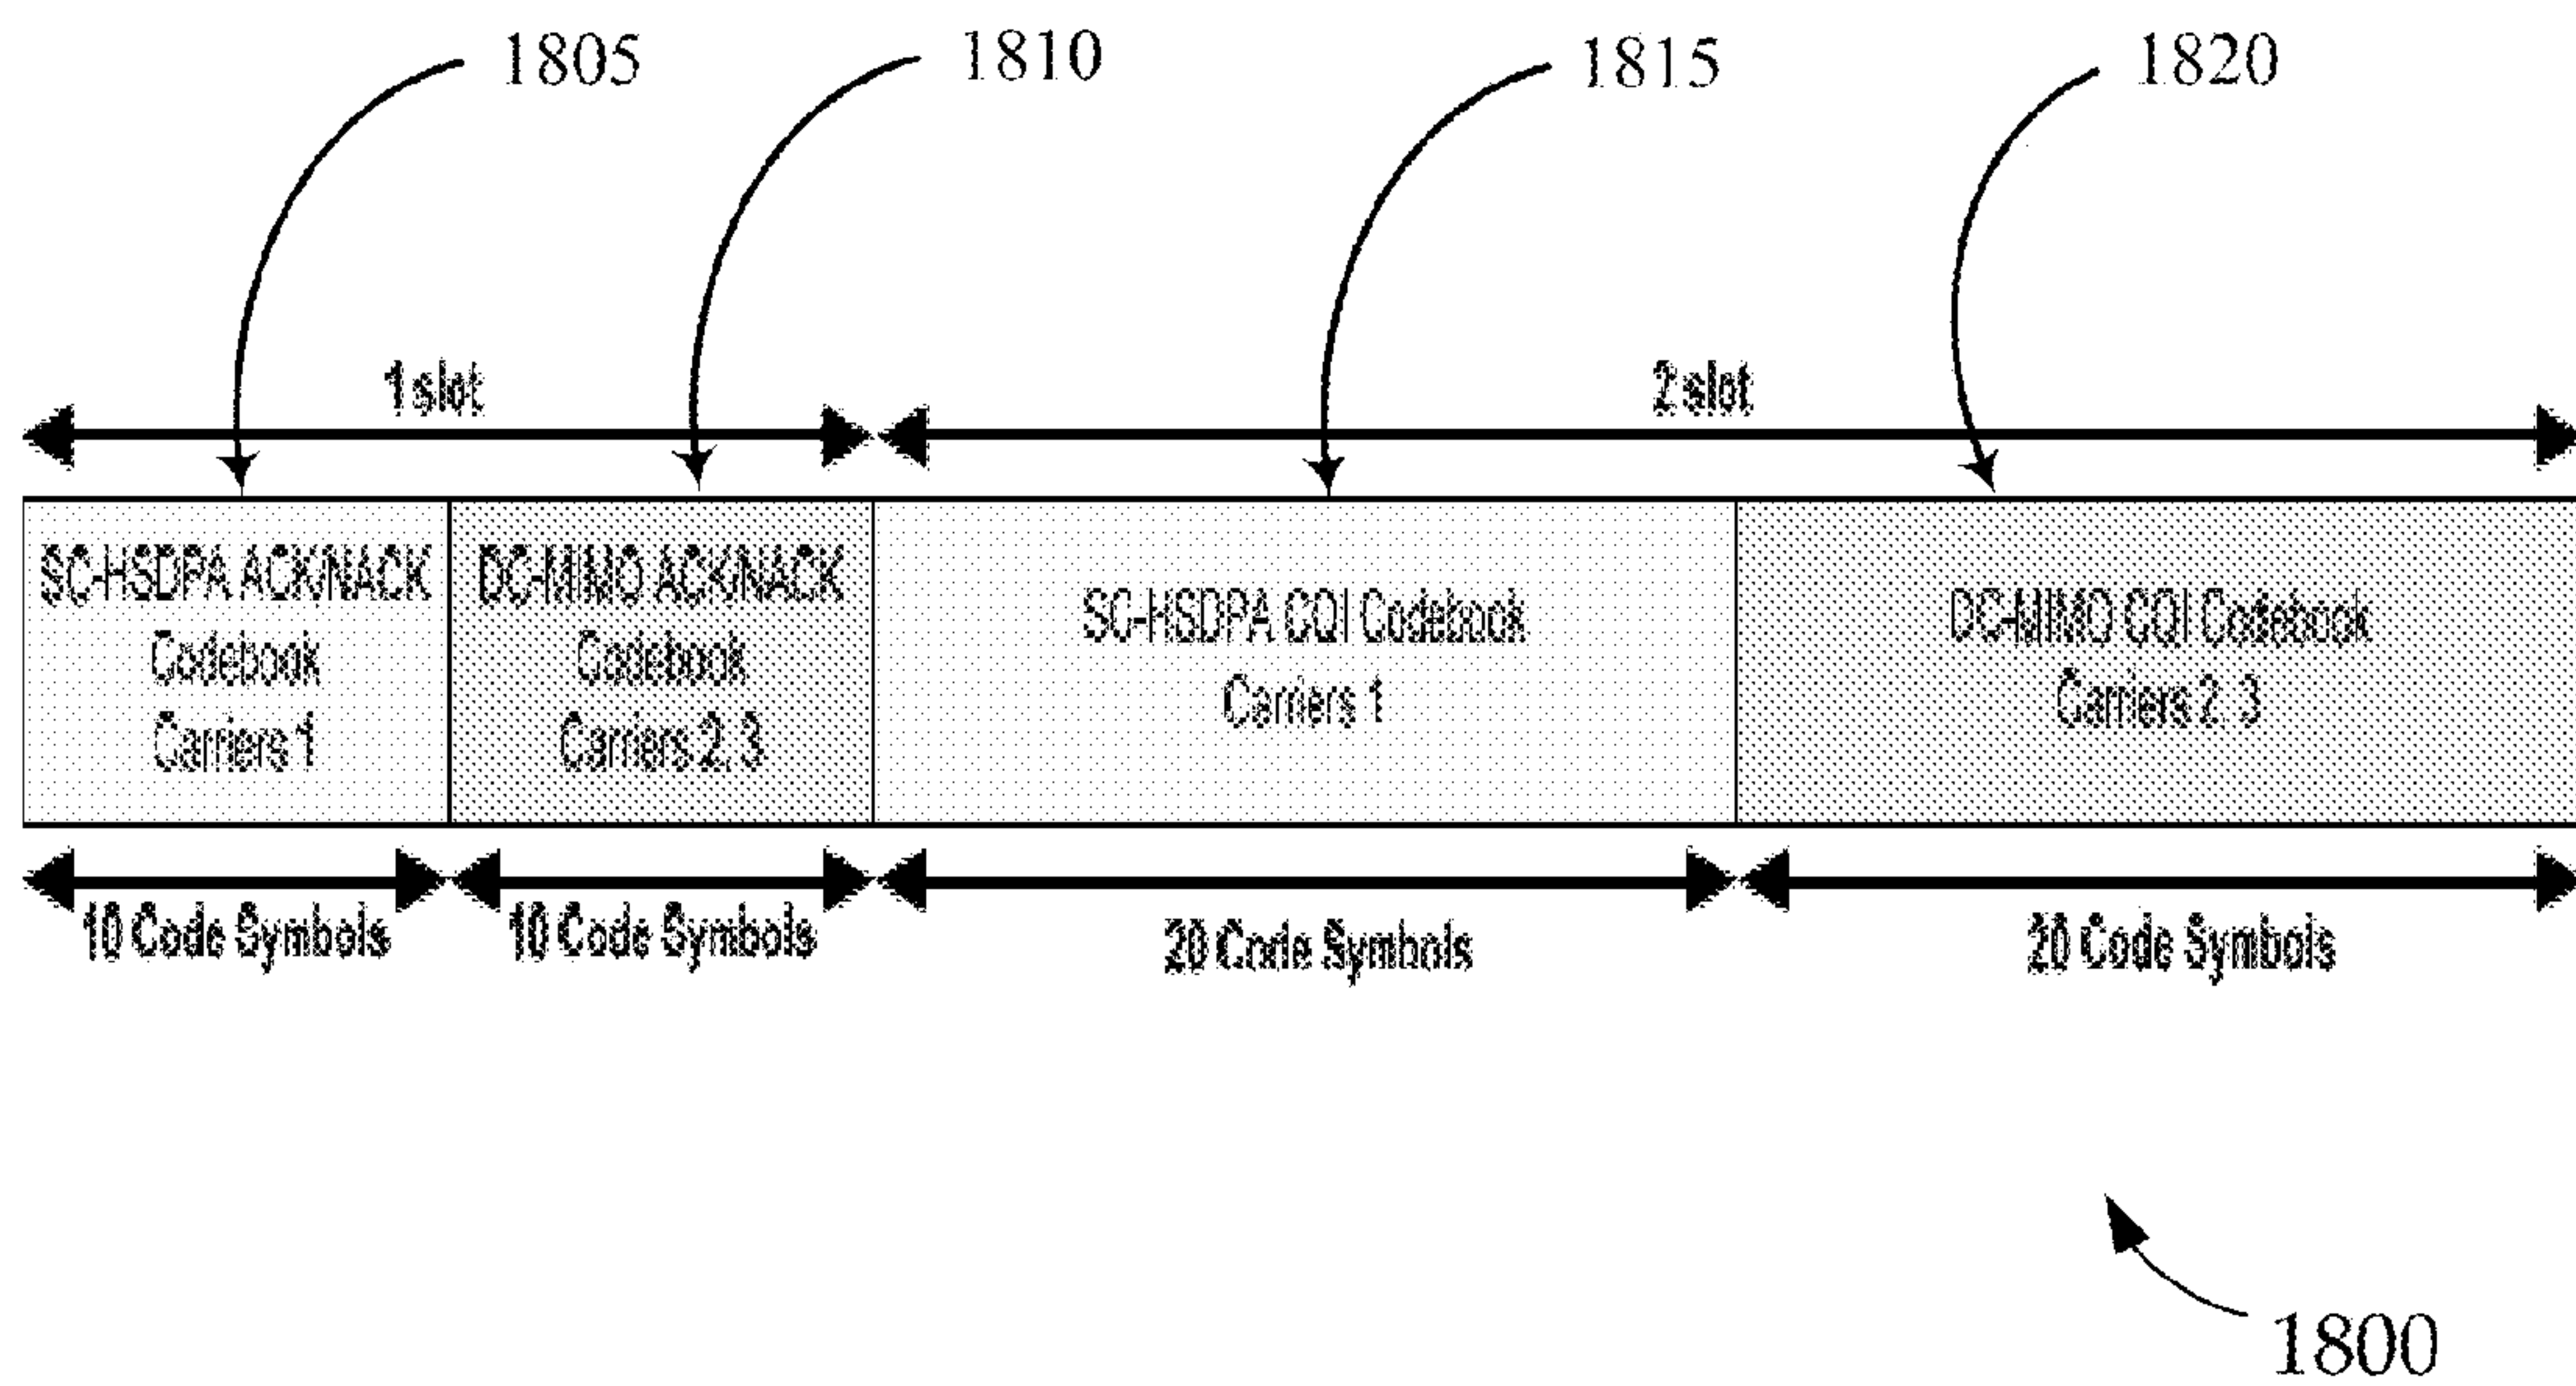 1805
1810
1815
1820
1 slot
2 slot
SC-HSDPA ACK/NACK
Codebook
Carriers 1
DC-MIMO ACK/NACK
Codebook
Carriers 2, 3
SC-HSDPA CQI Codebook
Carriers 1
DC-MIMO CQI Codebook
Carriers 2, 3
10 Code Symbols
10 Code Symbols
20 Code Symbols
20 Code Symbols
1800